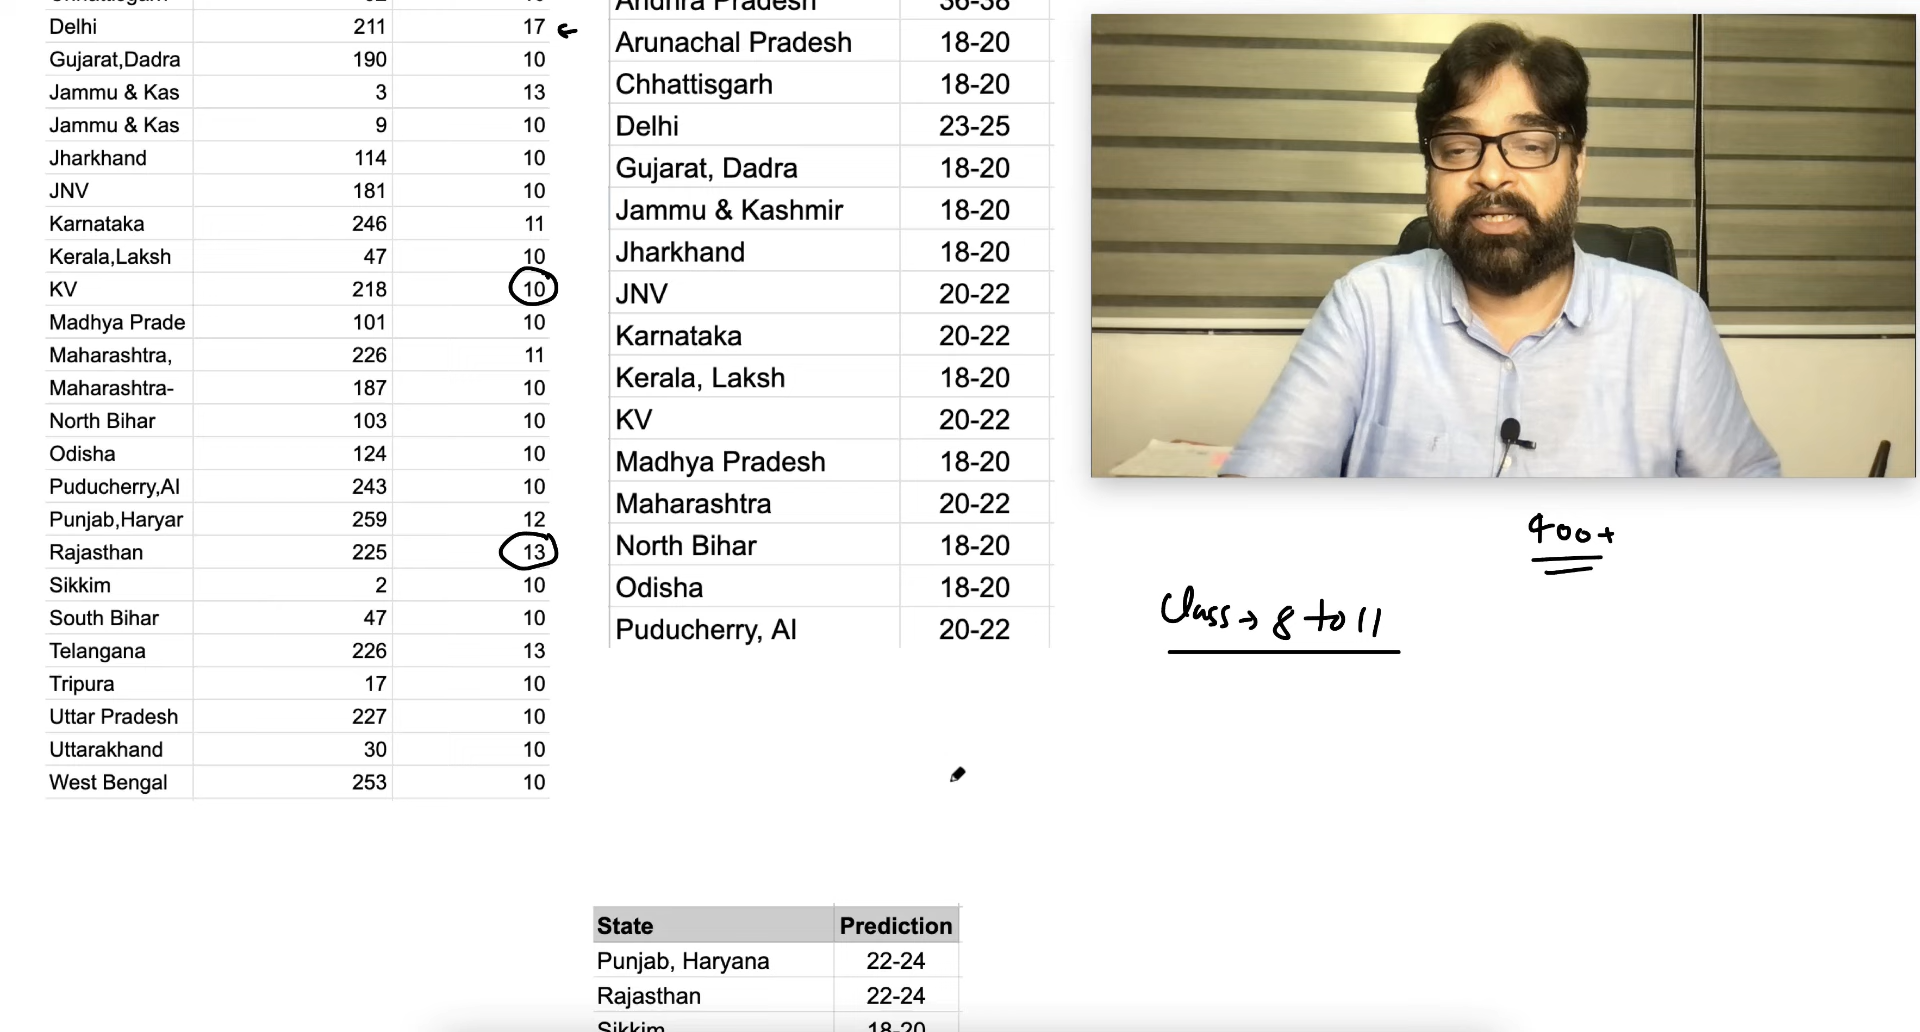 Delhi 211 17
Gujarat,Dadra 190 10
Jammu & Kas 3 13
Jammu & Kas 9 10
Jharkhand 114 10
JNV 181 10
Karnataka 246 11
Kerala,Laksh 47 10
KV 218 10
Madhya Prade 101 10
Maharashtra, 226 11
Maharashtra- 187 10
North Bihar 103 10
Odisha 124 10
Puducherry,Al 243 10
Punjab,Haryar 259 12
Rajasthan 225 13
Sikkim 2 10
South Bihar 47 10
Telangana 226 13
Tripura 17 10
Uttar Pradesh 227 10
Uttarakhand 30 10
West Bengal 253 10
Andhra Pradesh 36-38
Arunachal Pradesh 18-20
Chhattisgarh 18-20
Delhi 23-25
Gujarat, Dadra 18-20
Jammu & Kashmir 18-20
Jharkhand 18-20
JNV 20-22
Karnataka 20-22
Kerala, Laksh 18-20
KV 20-22
Madhya Pradesh 18-20
Maharashtra 20-22
North Bihar 18-20
Odisha 18-20
Puducherry, Al 20-22
400+
Class → 8 to 11
State Prediction
Punjab, Haryana 22-24
Rajasthan 22-24
Sikkim 18-20